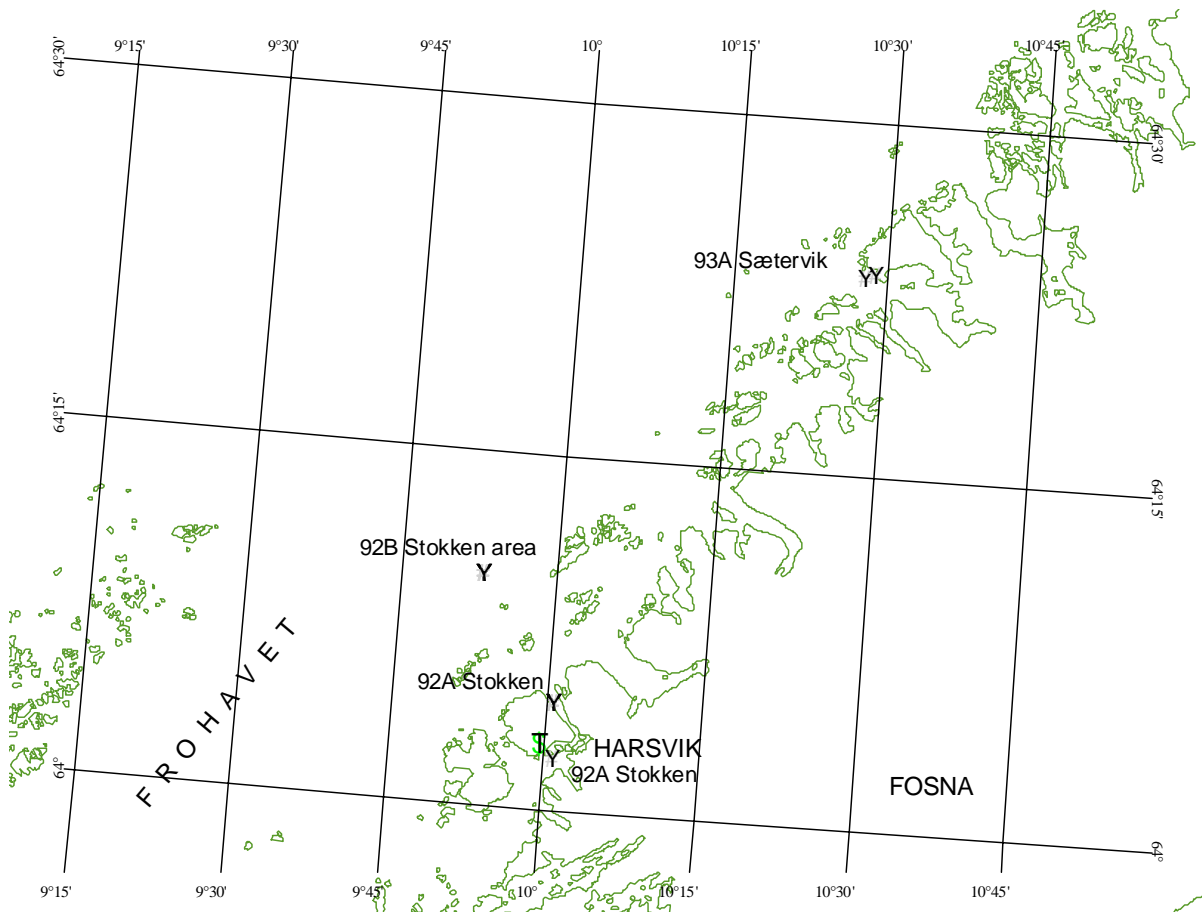 9°15'
9°30'
9°45'
10°
10°15'
10°30'
10°45'
64°30'
64°30'
93A Sætervik
Y Y
64°15'
64°15'
92B Stokken area
Y
FROHAVET
92A Stokken
Y
T
S
Y
HARSVIK
92A Stokken
FOSNA
64°
64°
9°15'
9°30'
9°45'
10°
10°15'
10°30'
10°45'